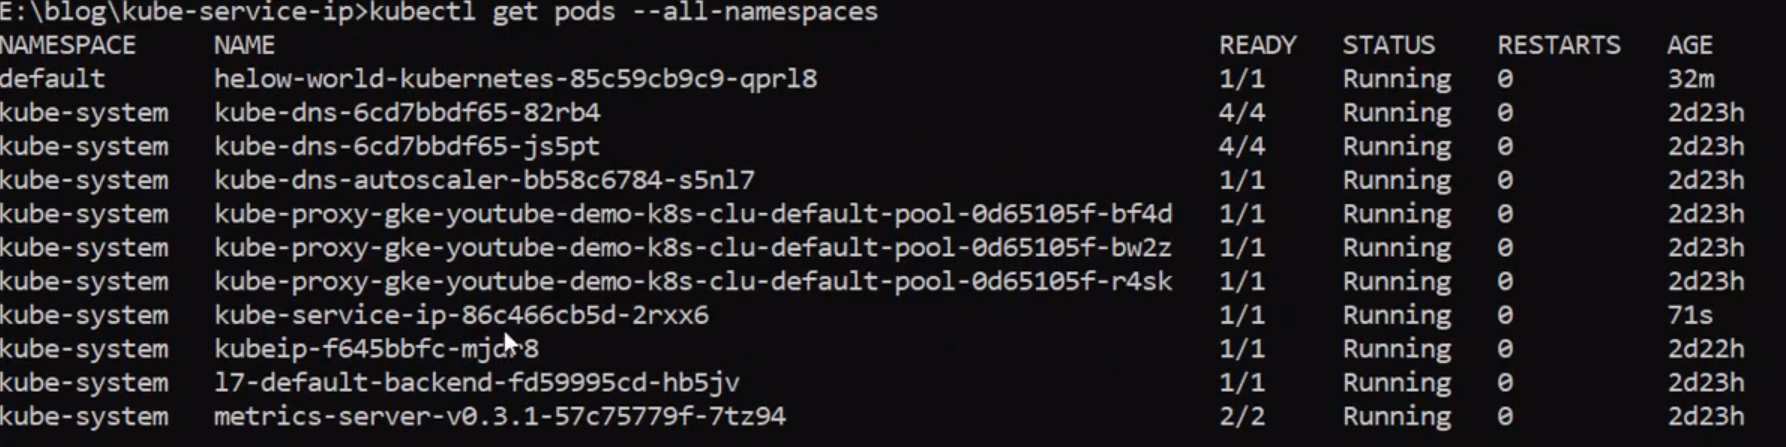 E:\blog\kube-service-ip>kubectl get pods --all-namespaces
NAMESPACE NAME READY STATUS RESTARTS AGE
default helow-world-kubernetes-85c59cb9c9-qprl8 1/1 Running 0 32m
kube-system kube-dns-6cd7bbdf65-82rb4 4/4 Running 0 2d23h
kube-system kube-dns-6cd7bbdf65-js5pt 4/4 Running 0 2d23h
kube-system kube-dns-autoscaler-bb58c6784-s5nl7 1/1 Running 0 2d23h
kube-system kube-proxy-gke-youtube-demo-k8s-clu-default-pool-0d65105f-bf4d 1/1 Running 0 2d23h
kube-system kube-proxy-gke-youtube-demo-k8s-clu-default-pool-0d65105f-bw2z 1/1 Running 0 2d23h
kube-system kube-proxy-gke-youtube-demo-k8s-clu-default-pool-0d65105f-r4sk 1/1 Running 0 2d23h
kube-system kube-service-ip-86c466cb5d-2rxx6 1/1 Running 0 71s
kube-system 1/1 Running 0 2d22h
kube-system l7-default-backend-fd59995cd-hb5jv 1/1 Running 0 2d23h
kube-system metrics-server-v0.3.1-57c75779f-7tz94 2/2 Running 0 2d23h